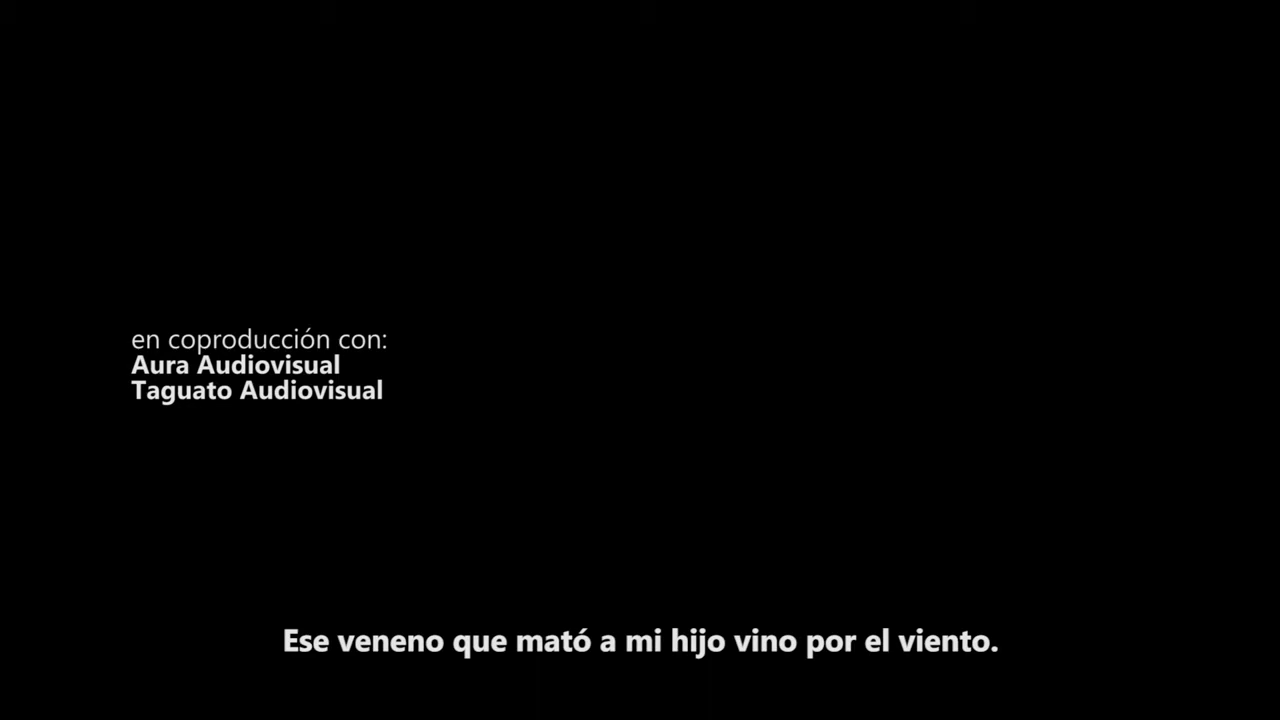 en coproducción con:
Aura Audiovisual
Taguato Audiovisual
Ese veneno que mató a mi hijo vino por el viento.